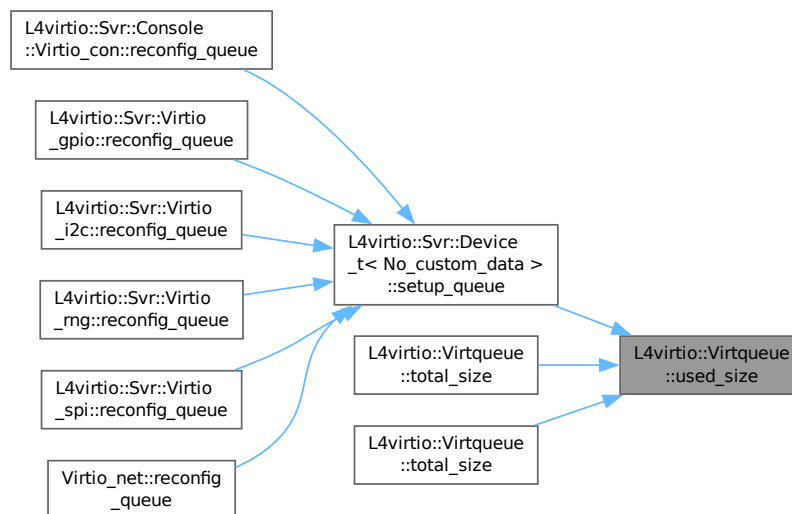 L4virtio::Svr::Console
::Virtio_con::reconfig_queue
L4virtio::Svr::Virtio
_gpio::reconfig_queue
L4virtio::Svr::Virtio
_i2c::reconfig_queue
L4virtio::Svr::Virtio
_rng::reconfig_queue
L4virtio::Svr::Virtio
_spi::reconfig_queue
Virtio_net::reconfig
_queue
L4virtio::Svr::Device
_t< No_custom_data >
::setup_queue
L4virtio::Virtqueue
::total_size
L4virtio::Virtqueue
::total_size
L4virtio::Virtqueue
::used_size